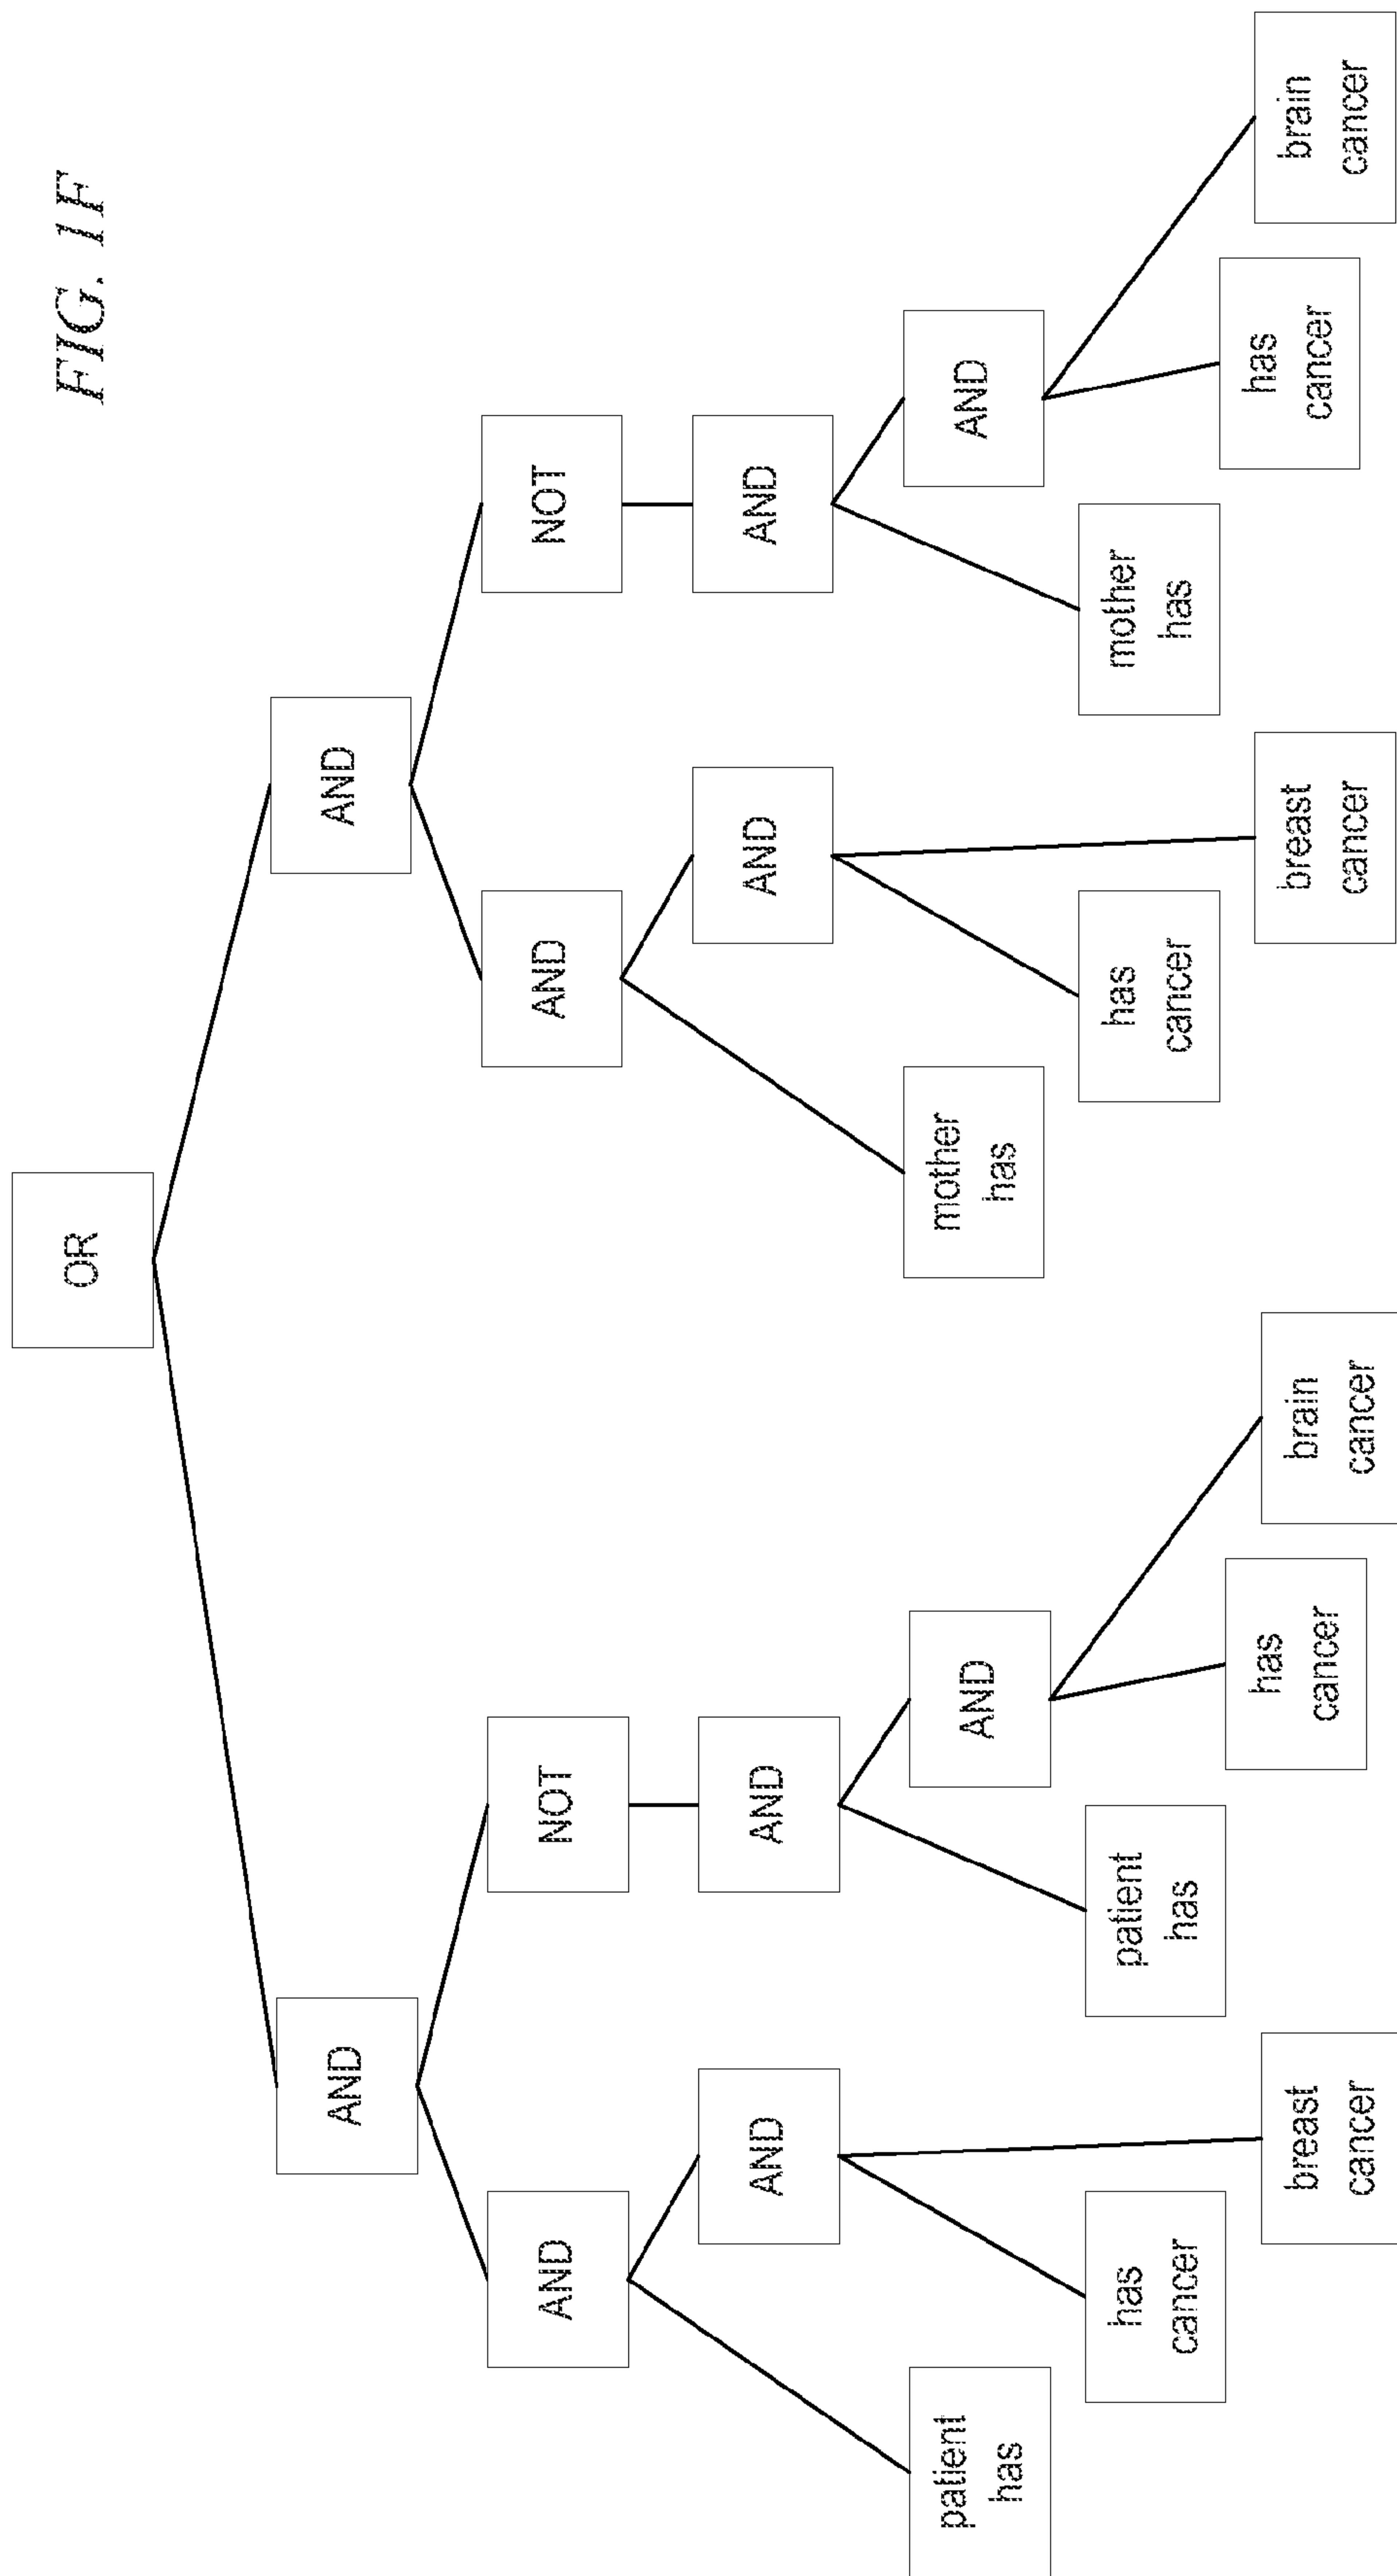 FIG. 1F
OR
AND
AND
AND
NOT
AND
NOT
AND
AND
AND
AND
patient
has
AND
mother
has
AND
has
cancer
patient
has
has
cancer
mother
has
breast
cancer
has
cancer
brain
cancer
breast
cancer
has
cancer
brain
cancer